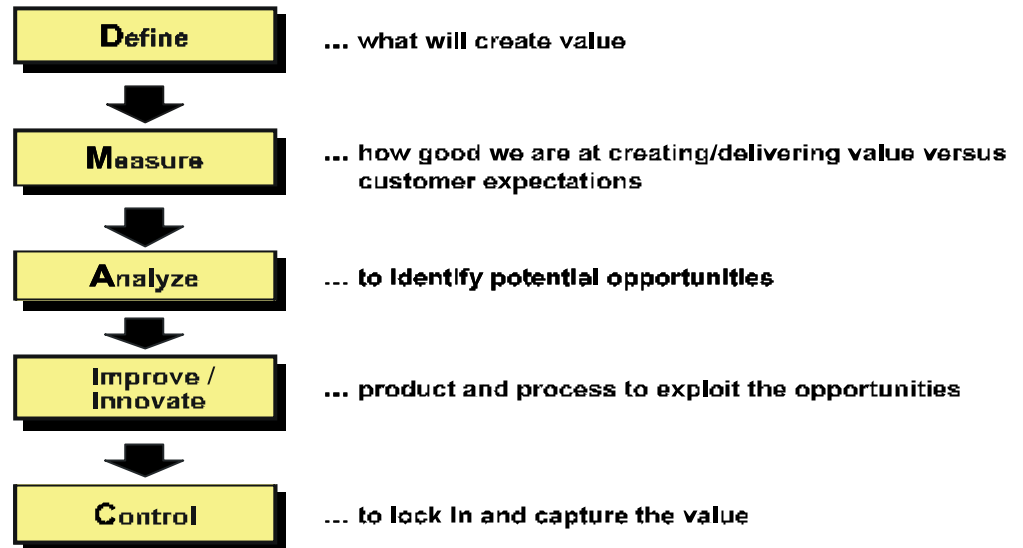 Define
... what will create value
Measure
... how good we are at creating/delivering value versus
customer expectations
Analyze
... to identify potential opportunities
Improve /
Innovate
... product and process to exploit the opportunities
Control
... to lock in and capture the value